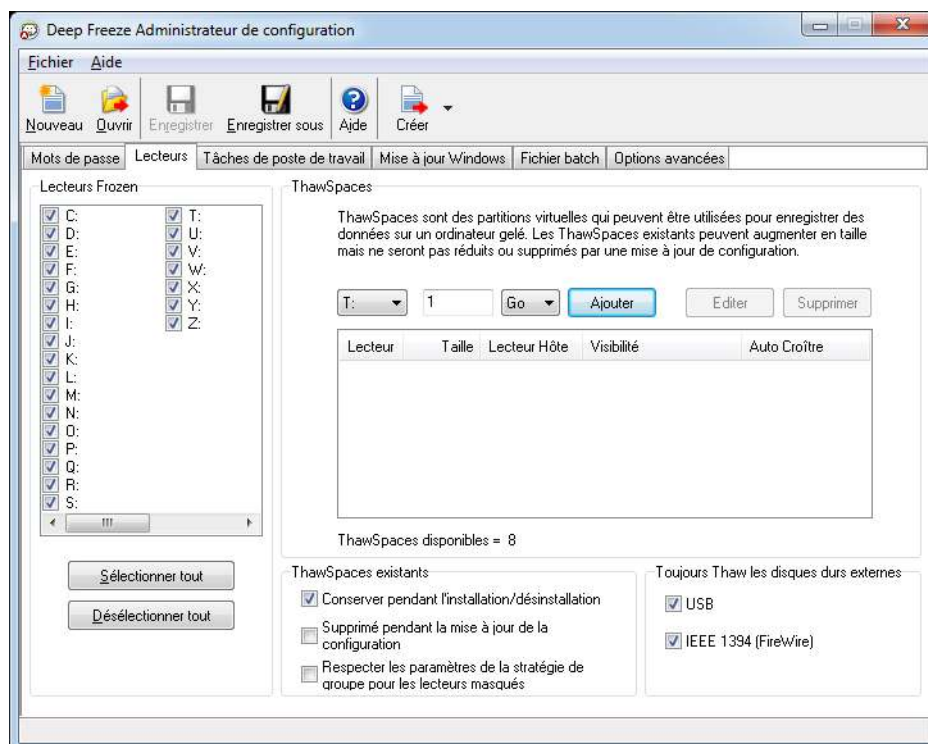 Deep Freeze Administrateur de configuration
Fichier Aide
Nouveau Ouvrir Enregistrer Enregistrer sous Aide Créer
Mots de passe Lecteurs Tâches de poste de travail Mise à jour Windows Fichier batch Options avancées
Lecteurs Frozen
C: T:
D: U:
E: V:
F: W:
G: X:
H: Y:
I: Z:
J:
K:
L:
M:
N:
O:
P:
Q:
R:
S:
Sélectionner tout
Désélectionner tout
ThawSpaces
ThawSpaces sont des partitions virtuelles qui peuvent être utilisées pour enregistrer des
données sur un ordinateur gelé. Les ThawSpaces existants peuvent augmenter en taille
mais ne seront pas réduits ou supprimés par une mise à jour de configuration.
T: 1 Go Ajouter Editer Supprimer
Lecteur Taille Lecteur Hôte Visibilité Auto Croître
ThawSpaces disponibles = 8
ThawSpaces existants
Conserver pendant l'installation/désinstallation
Supprimé pendant la mise à jour de la
configuration
Respecter les paramètres de la stratégie de
groupe pour les lecteurs masqués
Toujours Thaw les disques durs externes
USB
IEEE 1394 (FireWire)